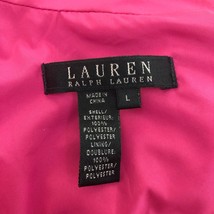 LAUREN
RALPH LAUREN
MADE IN
CHINA
L
SHELL/
EXTERIEUR:
100%
POLYESTER/
POLYESTER
LINING/
DOUBLURE:
100%
POLYESTER/
POLYESTER